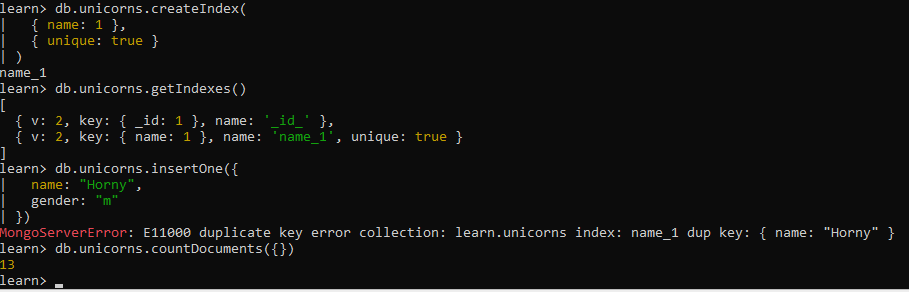 learn> db.unicorns.createIndex(
|   { name: 1 },
|   { unique: true }
| )
name_1
learn> db.unicorns.getIndexes()
[
  { v: 2, key: { _id: 1 }, name: '_id_' },
  { v: 2, key: { name: 1 }, name: 'name_1', unique: true }
]
learn> db.unicorns.insertOne({
|   name: "Horny",
|   gender: "m"
| })
MongoServerError: E11000 duplicate key error collection: learn.unicorns index: name_1 dup key: { name: "Horny" }
learn> db.unicorns.countDocuments({})
13
learn>